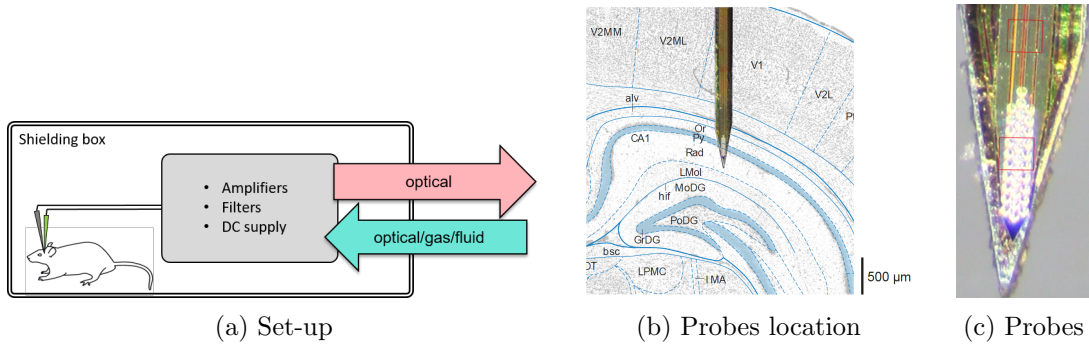 Shielding box
• Amplifiers
• Filters
• DC supply
optical
optical/gas/fluid
(a) Set-up
V2MM
V2ML
V1
V2L
alv
Or
CA1
Py
Rad
LMol
hif
MoDG
PoDG
GrDG
bsc
LPMC
IMA
500 μm
(b) Probes location
(c) Probes